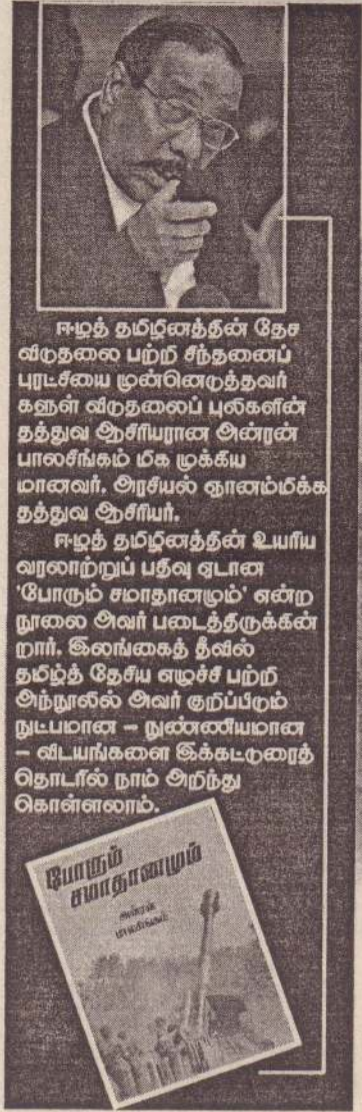 ஈழத் தமிழினத்தின் தேச
விடுதலை பற்றி சிந்தனைப்
புரட்சியை முன்னெடுத்தவர்
களுள் விடுதலைப் புலிகளின்
தத்துவ ஆசிரியரான அன்ரன்
பாலசிங்கம் மிக முக்கிய
மானவர். அரசியல் ஞானம்மிக்க
தத்துவ ஆசிரியர்.
ஈழத் தமிழினத்தின் உயரிய
வரலாற்றுப் பதிவு ஏடான
'போரும் சமாதானமும்' என்ற
நூலை அவர் படைத்திருக்கின்
றார். இலங்கைத் தீவில்
தமிழ்த் தேசிய எழுச்சி பற்றி
அந்நூலில் அவர் குறிப்பிடும்
நுட்பமான – நுண்ணியமான
– விடயங்களை இக்கட்டுரைத்
தொடரில் நாம் அறிந்து
கொள்ளலாம்.
போரும்
சமாதானமும்
அன்ரன்
பாலசிங்கம்